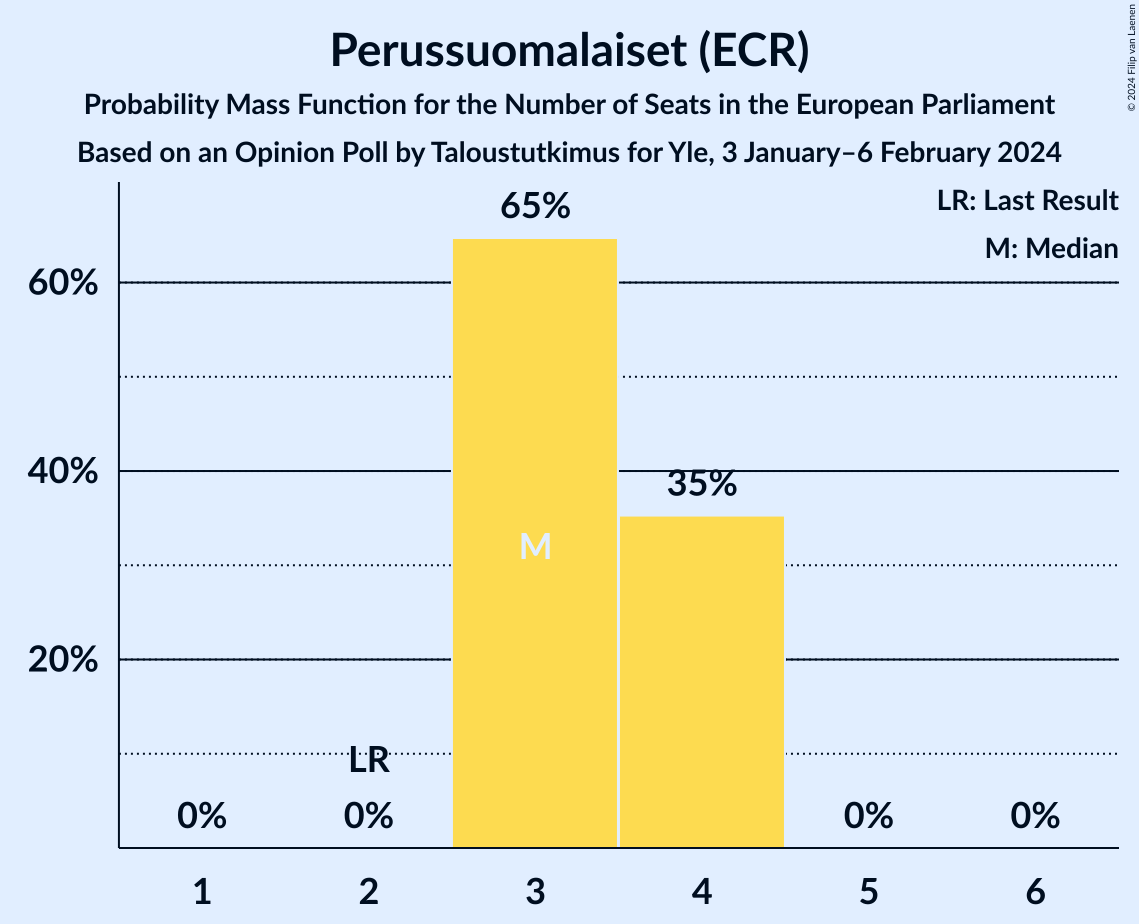 Perussuomalaiset (ECR)
Probability Mass Function for the Number of Seats in the European Parliament
Based on an Opinion Poll by Taloustutkimus for Yle, 3 January–6 February 2024
© 2024 Filip van Laenen
LR: Last Result
M: Median
65%
60%
40%
35%
M
20%
LR
0% 0% 0% 0%
1 2 3 4 5 6